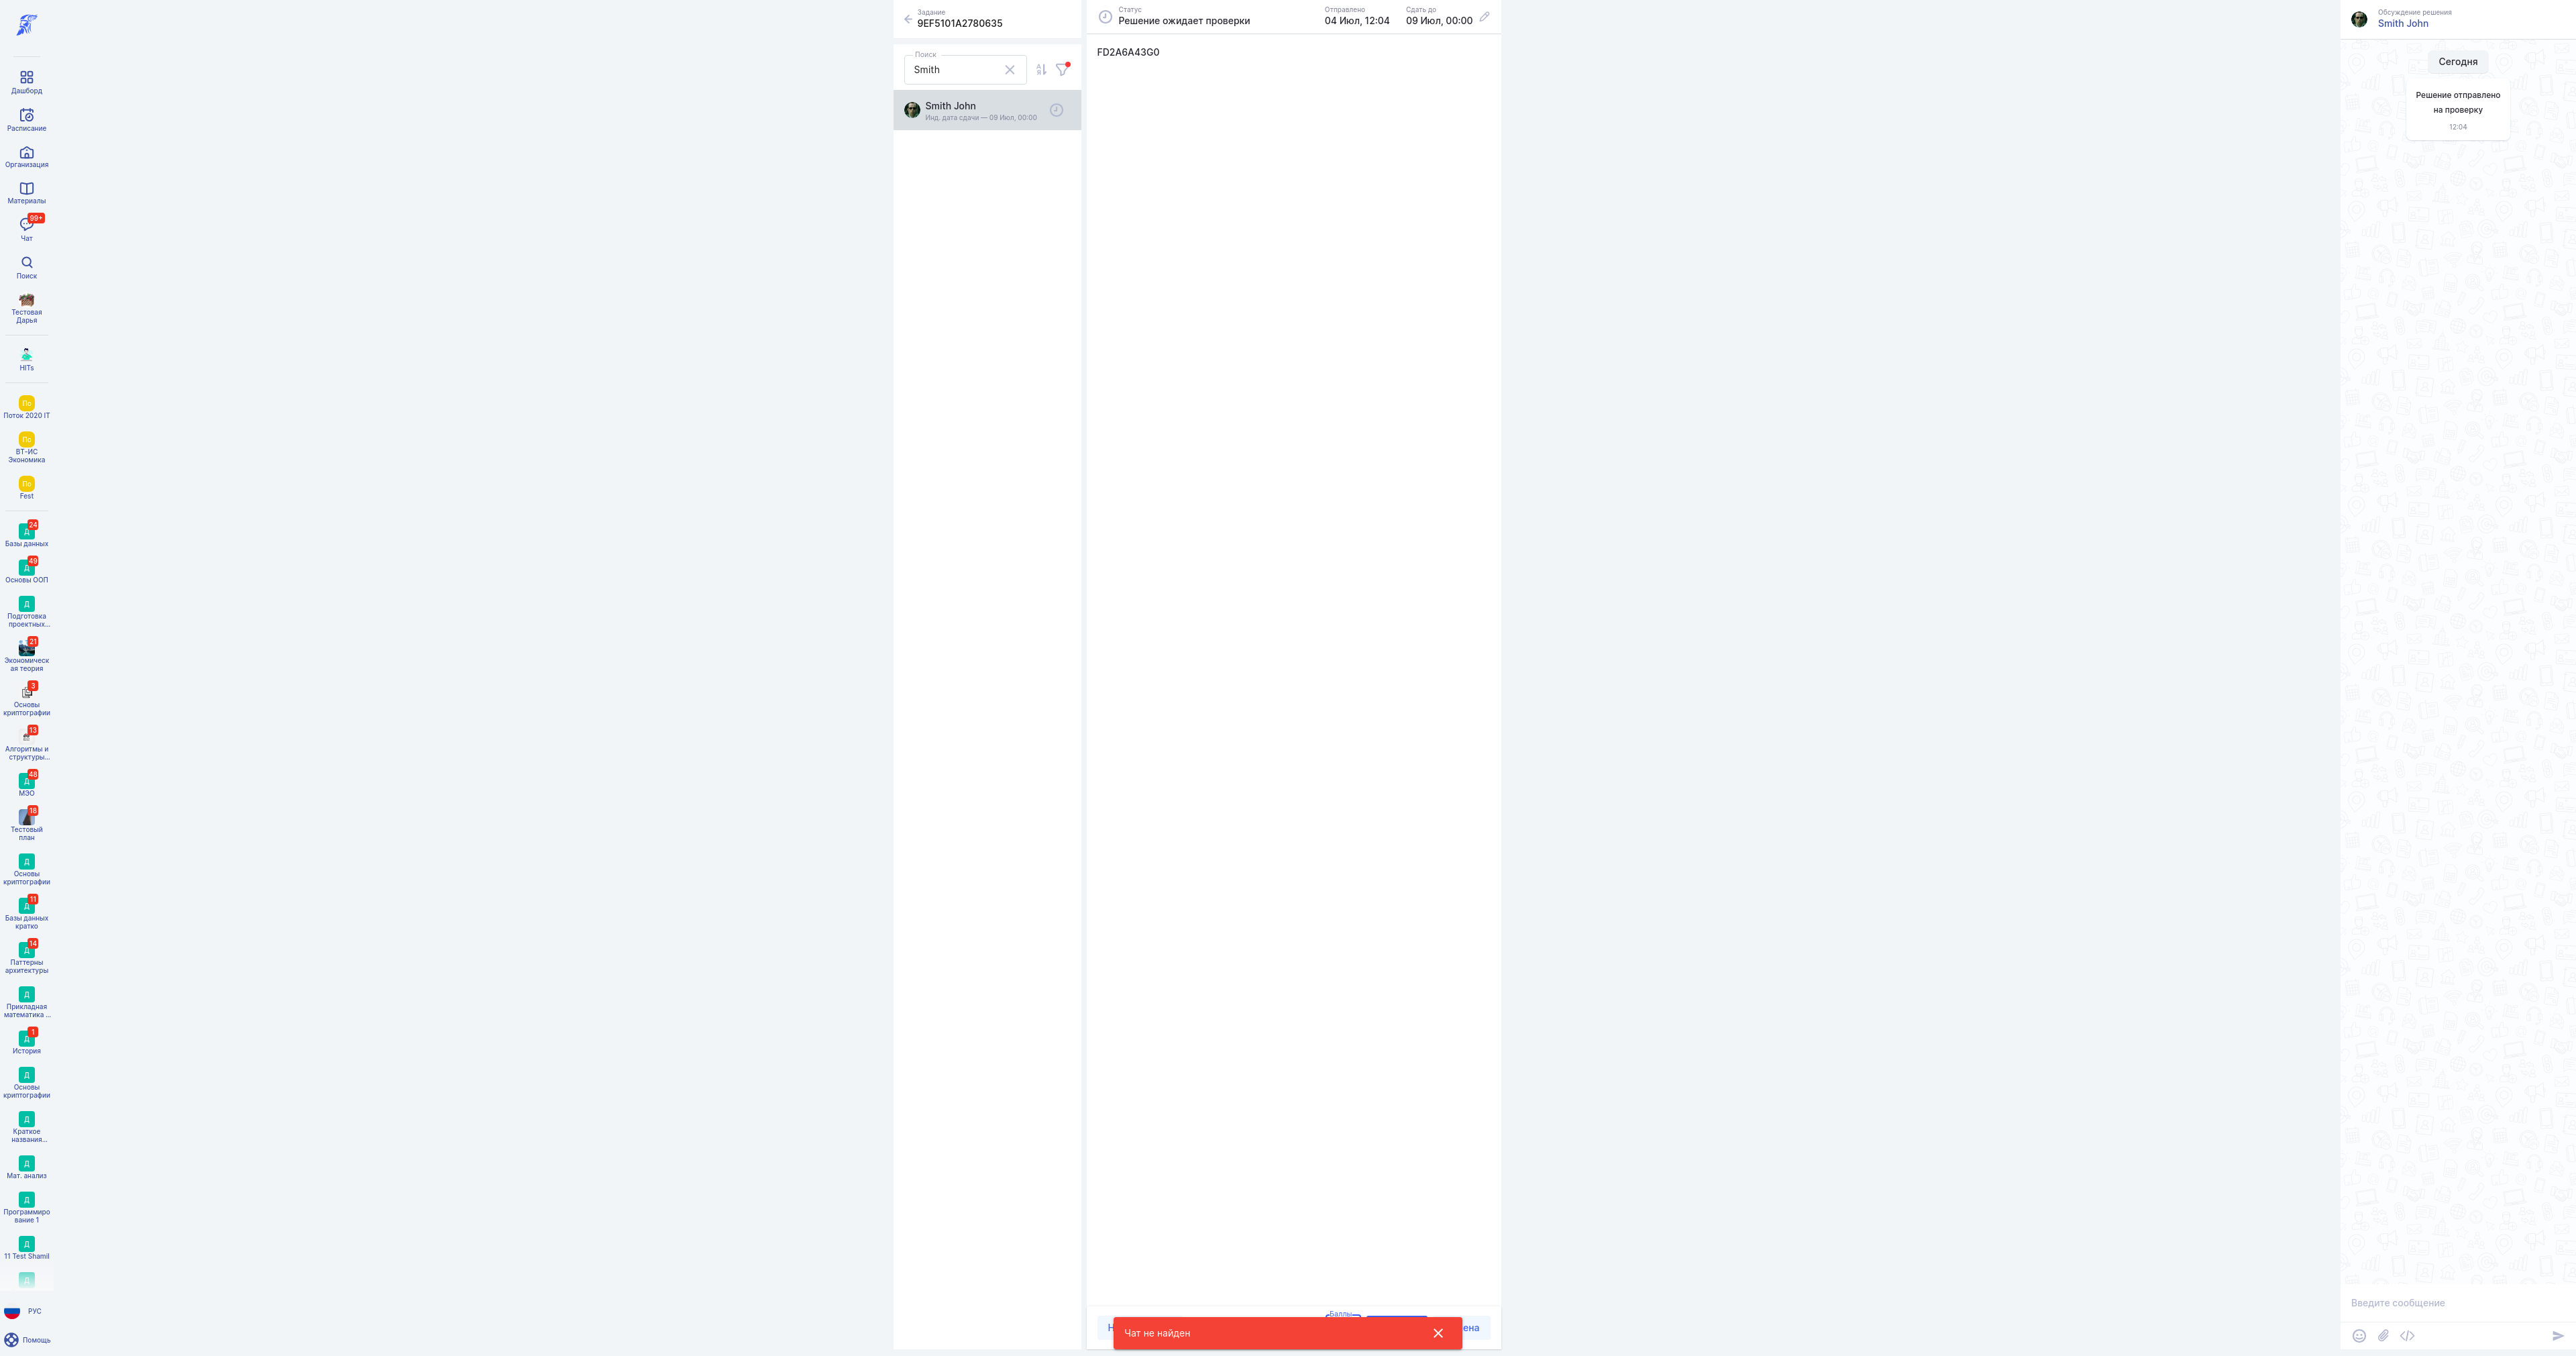 Дашборд
Расписание
Организация
Материалы
99+
Чат
Поиск
Тестовая
Дарья
HITs
По
Поток 2020 IT
По
ВТ-ИС
Экономика
По
Fest
24
Д
Базы данных
49
Д
Основы ООП
Д
Подготовка
проектных...
21
Экономическ
ая теория
3
Основы
криптографии
13
Алгоритмы и
структуры...
48
Д
МЭО
18
Тестовый
план
Д
Основы
криптографии
11
Д
Базы данных
кратко
14
Д
Паттерны
архитектуры
Д
Прикладная
математика ...
1
Д
История
Д
Основы
криптографии
Д
Краткое
названия...
Д
Мат. анализ
Д
Программиро
вание 1
Д
11 Test Shamil
Д
РУС
Помощь
Задание
9EF5101A2780635
Поиск
Smith
Smith John
Инд. дата сдачи — 09 Июл, 00:00
Статус
Решение ожидает проверки
Отправлено
04 Июл, 12:04
Сдать до
09 Июл, 00:00
FD2A6A43G0
Баллы
Н
ена
Чат не найден
Обсуждение решения
Smith John
Сегодня
Решение отправлено
на проверку
12:04
Введите сообщение